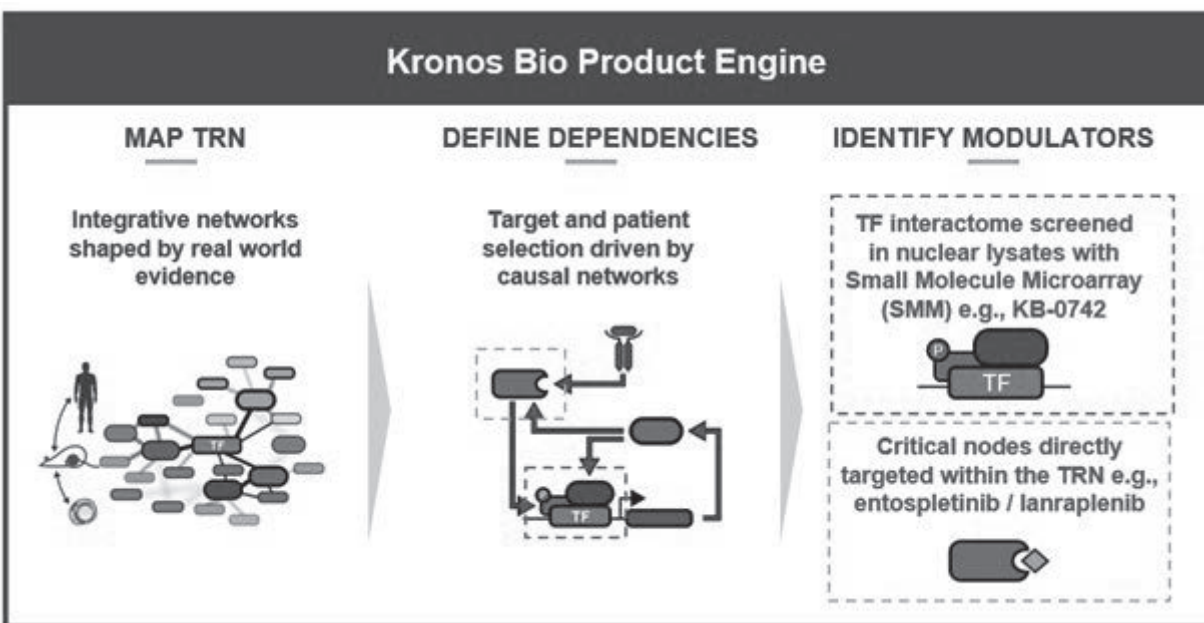 Kronos Bio Product Engine
MAP TRN
Integrative networks
shaped by real world
evidence
TF
DEFINE DEPENDENCIES
Target and patient
selection driven by
causal networks
P
TF
IDENTIFY MODULATORS
TF interactome screened
in nuclear lysates with
Small Molecule Microarray
(SMM) e.g., KB-0742
P
TF
Critical nodes directly
targeted within the TRN e.g.,
entospletinib / lanraplenib